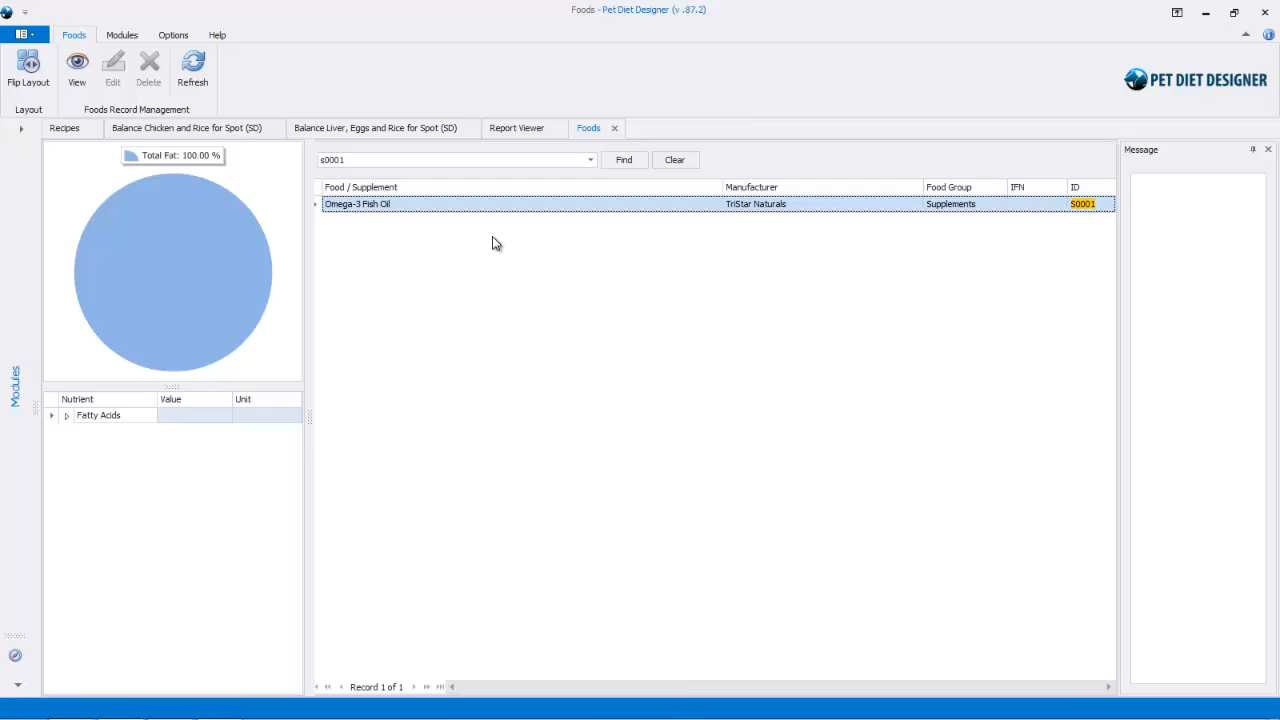 Foods - Pet Diet Designer (v .87.2)
Foods Modules Options Help
Flip Layout View Edit Delete Refresh
Layout Foods Record Management
PET DIET DESIGNER
Recipes Balance Chicken and Rice for Spot (SD) Balance Liver, Eggs and Rice for Spot (SD) Report Viewer Foods
Total Fat: 100.00 %
s0001 Find Clear
Message
Food / Supplement Manufacturer Food Group IFN ID
Omega-3 Fish Oil TriStar Naturals Supplements S0001
Modules
Nutrient Value Unit
Fatty Acids
Record 1 of 1